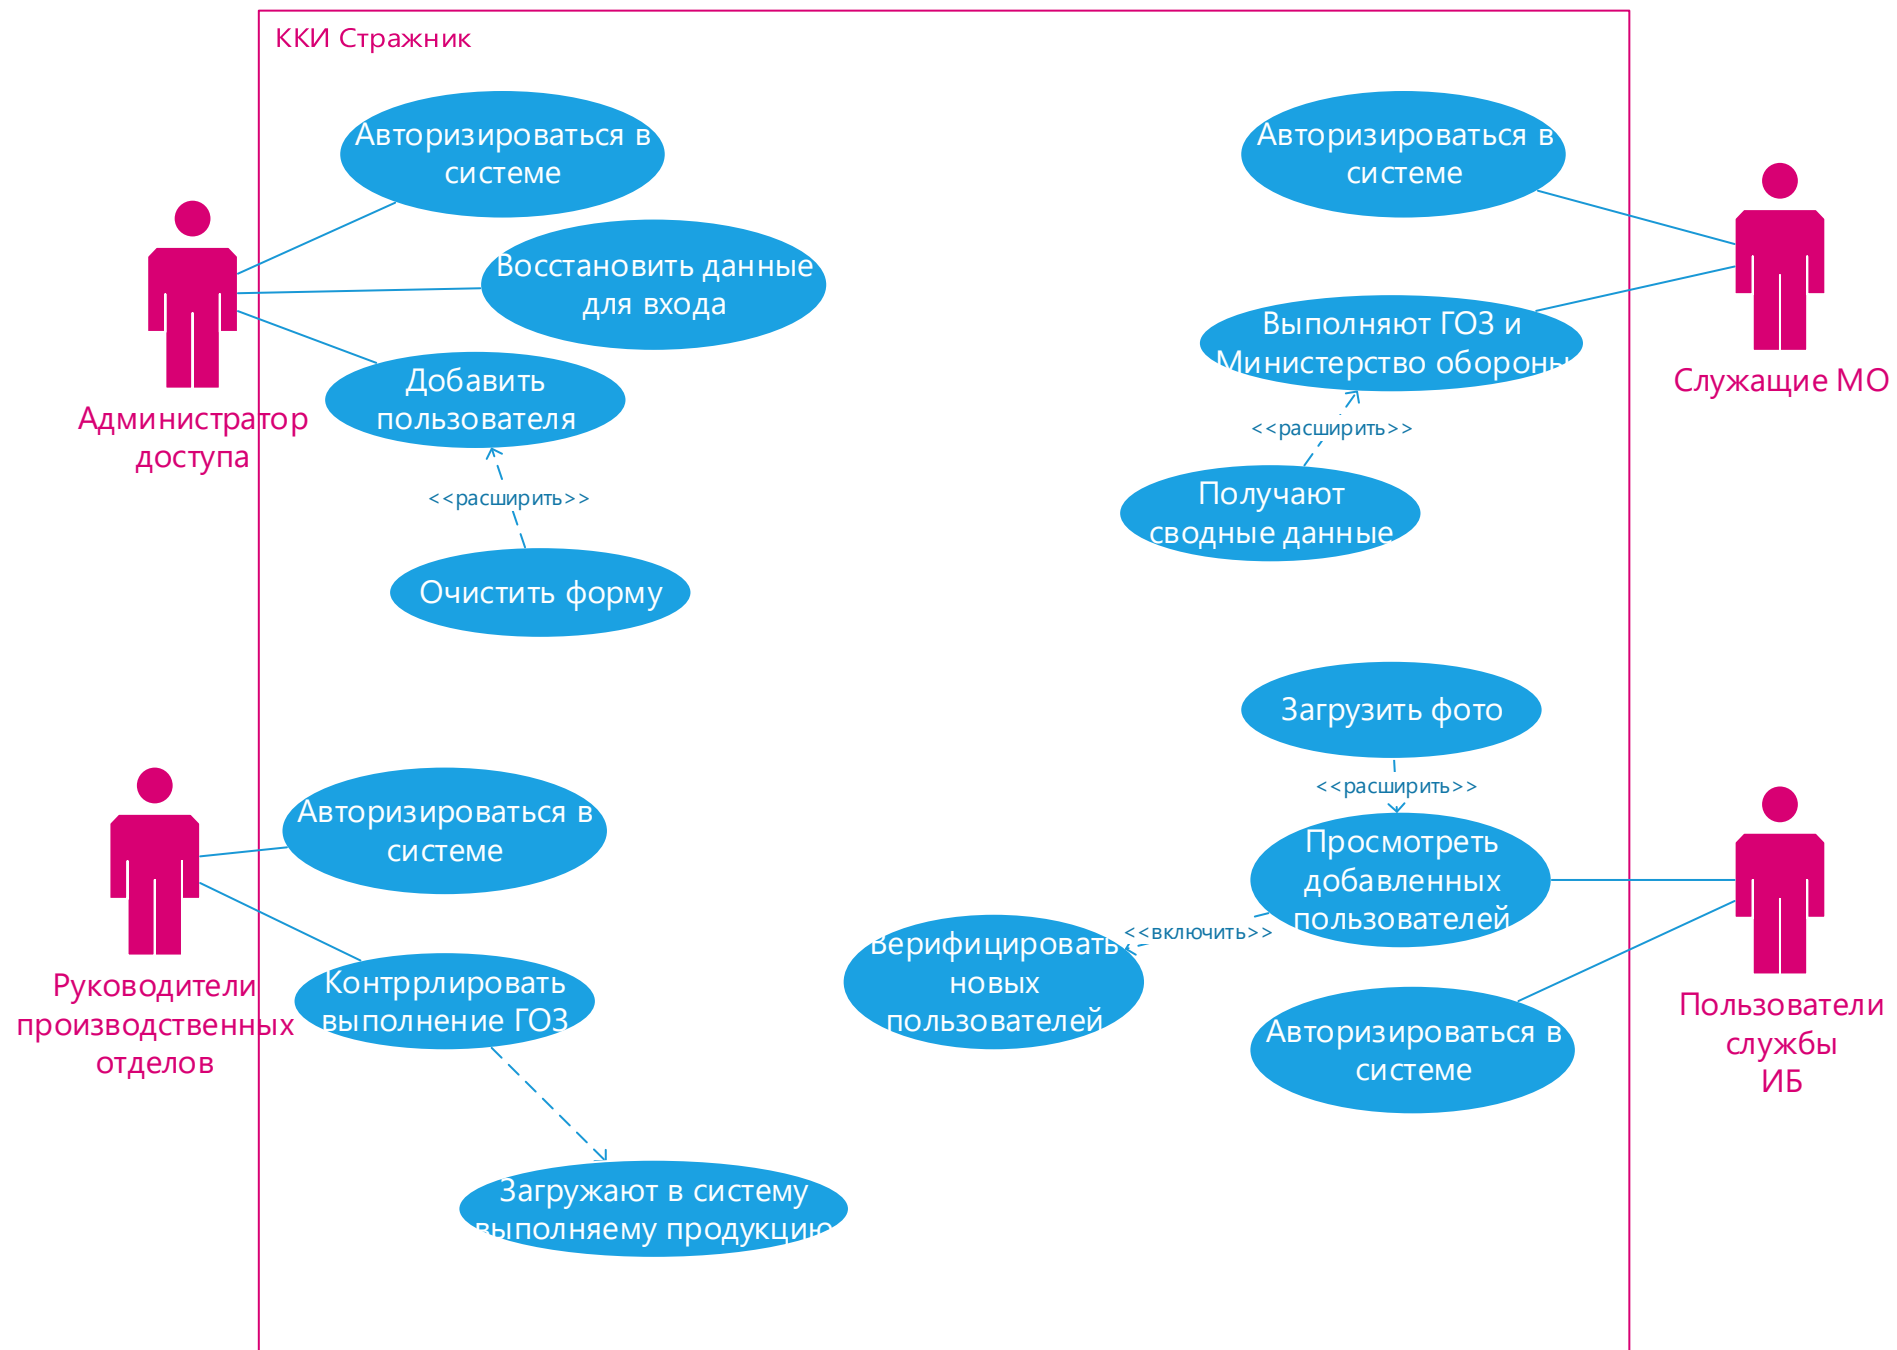 ККИ Стражник
Авторизироваться в
системе
Восстановить данные
для входа
Добавить
пользователя
<<расширить>>
Очистить форму
Администратор
доступа
Авторизироваться в
системе
Выполняют ГОЗ и
Министерство обороны
<<расширить>>
Получают
сводные данные
Служащие МО
Авторизироваться в
системе
Контррлировать
выполнение ГОЗ
Загружают в систему
выполняему продукцию
Руководители
производственных
отделов
Загрузить фото
<<расширить>>
Просмотреть
добавленных
пользователей
<<включить>>
Верифицировать
новых
пользователей
Авторизироваться в
системе
Пользователи
службы
ИБ